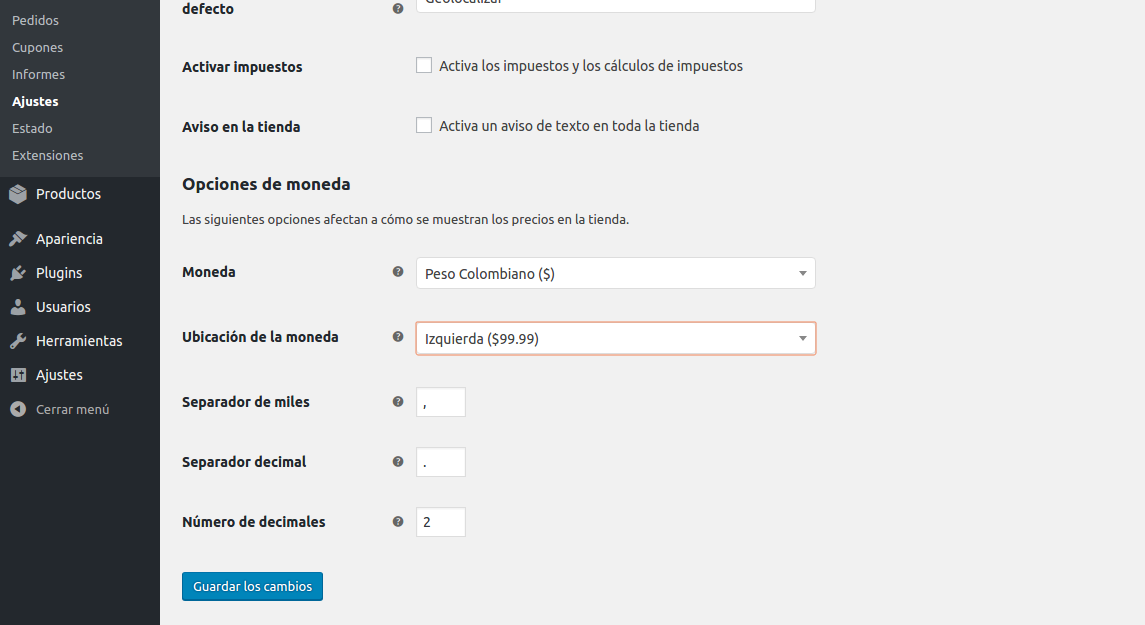 Pedidos
Cupones
Informes
Ajustes
Estado
Extensiones
Productos
Apariencia
Plugins
Usuarios
Herramientas
Ajustes
Cerrar menú
defecto
Geolocalizar
Activar impuestos
Activa los impuestos y los cálculos de impuestos
Aviso en la tienda
Activa un aviso de texto en toda la tienda
Opciones de moneda
Las siguientes opciones afectan a cómo se muestran los precios en la tienda.
Moneda
Peso Colombiano ($)
Ubicación de la moneda
Izquierda ($99.99)
Separador de miles
,
Separador decimal
.
Número de decimales
2
Guardar los cambios